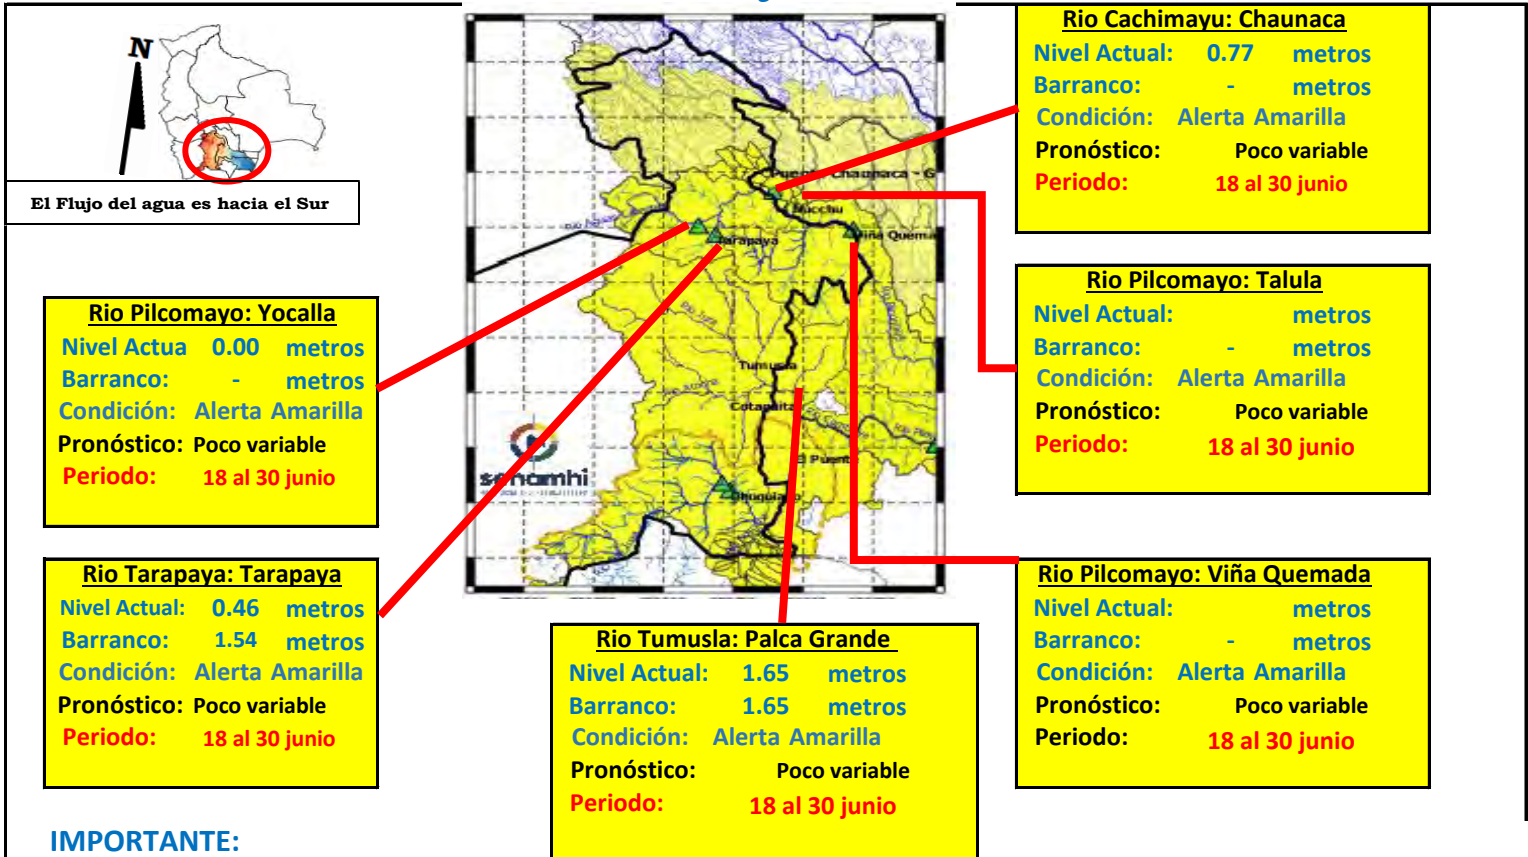 N
El Flujo del agua es hacia el Sur
Rio Cachimayu: Chaunaca
Nivel Actual: 0.77 metros
Barranco: - metros
Condición: Alerta Amarilla
Pronóstico: Poco variable
Periodo: 18 al 30 junio
Rio Pilcomayo: Talula
Nivel Actual: metros
Barranco: - metros
Condición: Alerta Amarilla
Pronóstico: Poco variable
Periodo: 18 al 30 junio
Rio Pilcomayo: Yocalla
Nivel Actua 0.00 metros
Barranco: - metros
Condición: Alerta Amarilla
Pronóstico: Poco variable
Periodo: 18 al 30 junio
Rio Tarapaya: Tarapaya
Nivel Actual: 0.46 metros
Barranco: 1.54 metros
Condición: Alerta Amarilla
Pronóstico: Poco variable
Periodo: 18 al 30 junio
Rio Tumusla: Palca Grande
Nivel Actual: 1.65 metros
Barranco: 1.65 metros
Condición: Alerta Amarilla
Pronóstico: Poco variable
Periodo: 18 al 30 junio
Rio Pilcomayo: Viña Quemada
Nivel Actual: metros
Barranco: - metros
Condición: Alerta Amarilla
Pronóstico: Poco variable
Periodo: 18 al 30 junio
Puente Chaunaca - G
Ñucchu
Viña Quema
Tarapaya
Tumusla
Cotagaita
El Puente
Chuquiago
senamhi
IMPORTANTE: